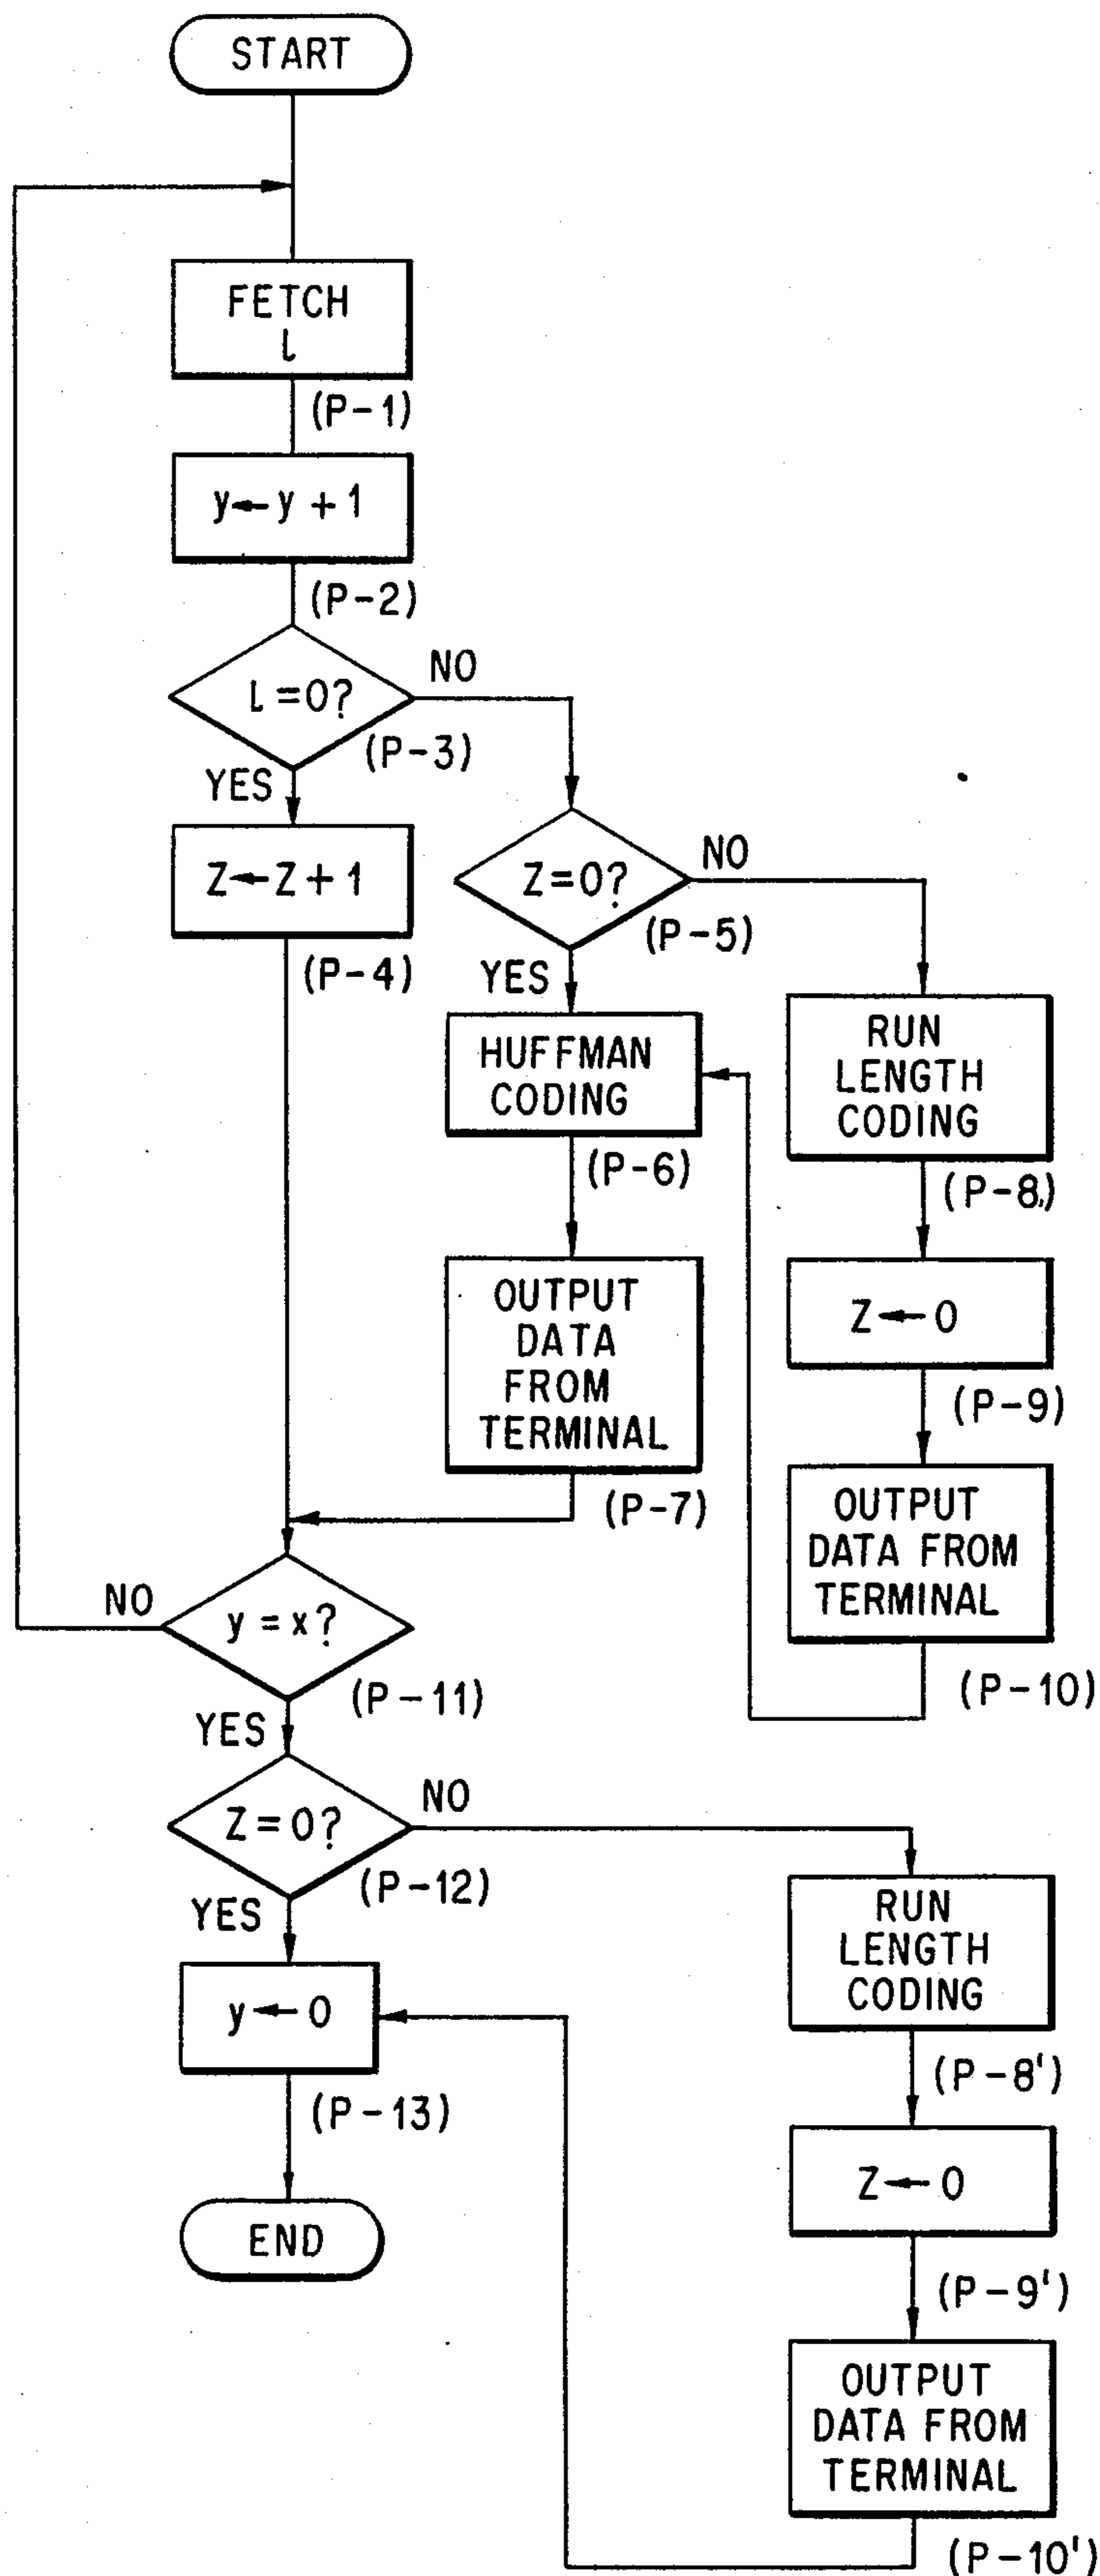 START
FETCH
l
(P-1)
y←y+1
(P-2)
l=0?
NO
(P-3)
YES
Z←Z+1
(P-4)
Z=0?
NO
(P-5)
YES
HUFFMAN
CODING
(P-6)
OUTPUT
DATA
FROM
TERMINAL
(P-7)
RUN
LENGTH
CODING
(P-8)
Z←0
(P-9)
OUTPUT
DATA FROM
TERMINAL
(P-10)
NO
y=x?
(P-11)
YES
Z=0?
NO
(P-12)
YES
y←0
(P-13)
END
RUN
LENGTH
CODING
(P-8')
Z←0
(P-9')
OUTPUT
DATA FROM
TERMINAL
(P-10')